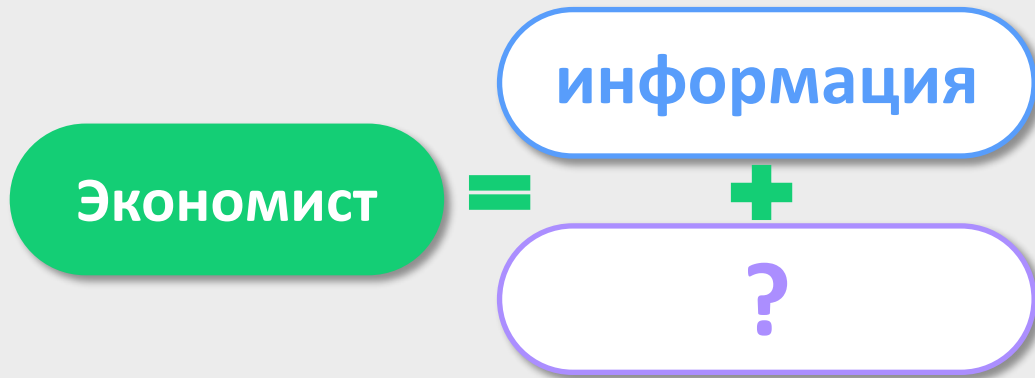 информация
Экономист = +
?